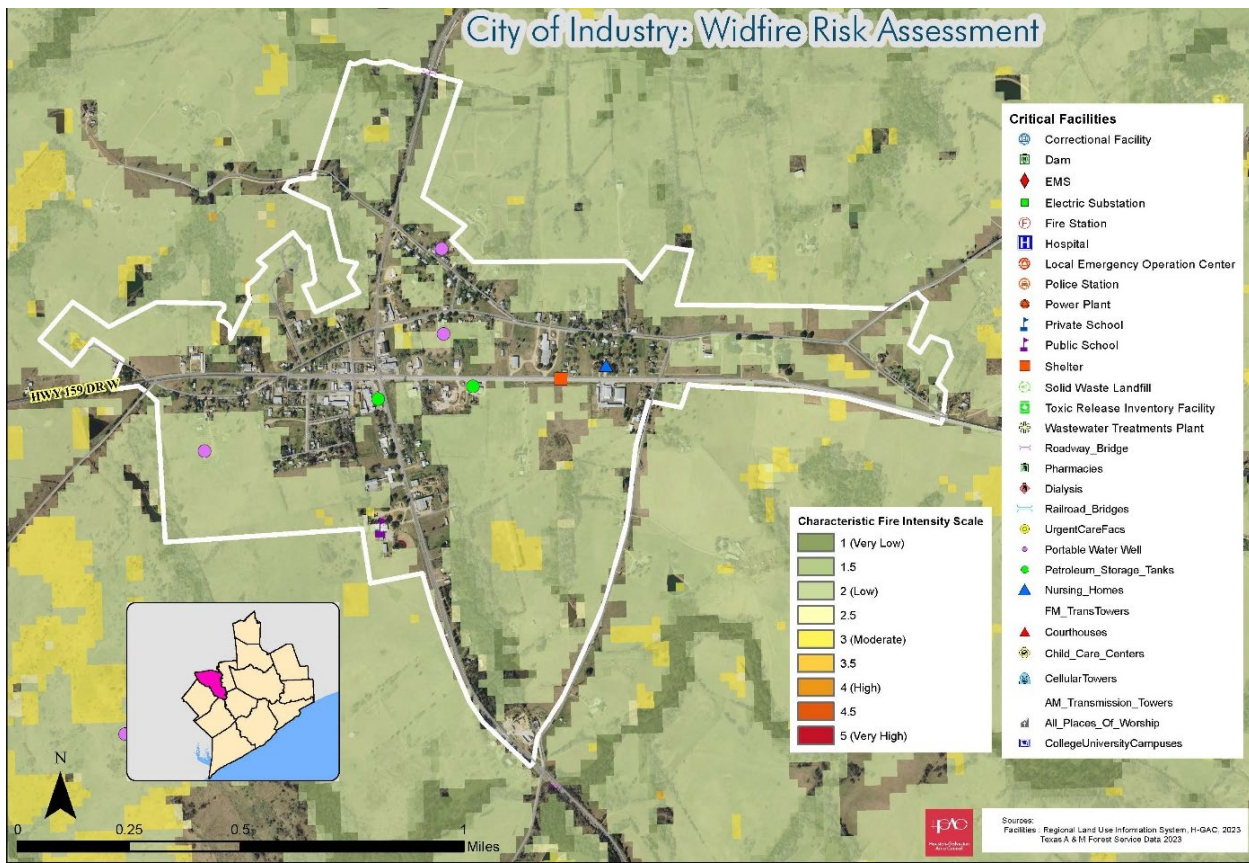 City of Industry: Widfire Risk Assessment
HWY 159 DR W
Critical Facilities
Correctional Facility
Dam
EMS
Electric Substation
Fire Station
H Hospital
Local Emergency Operation Center
Police Station
Power Plant
Private School
Public School
Shelter
Solid Waste Landfill
Toxic Release Inventory Facility
Wastewater Treatments Plant
Roadway_Bridge
Pharmacies
Dialysis
Railroad_Bridges
UrgentCareFacs
Portable Water Well
Petroleum_Storage_Tanks
Nursing_Homes
FM_TransTowers
Courthouses
Child_Care_Centers
CellularTowers
AM_Transmission_Towers
All_Places_Of_Worship
CollegeUniversityCampuses
Characteristic Fire Intensity Scale
1 (Very Low)
1.5
2 (Low)
2.5
3 (Moderate)
3.5
4 (High)
4.5
5 (Very High)
N
0 0.25 0.5 1
Miles
Houston-Galveston
Area Council
Sources:
Facilities : Regional Land Use Information System, H-GAC, 2023
Texas A & M Forest Service Data 2023